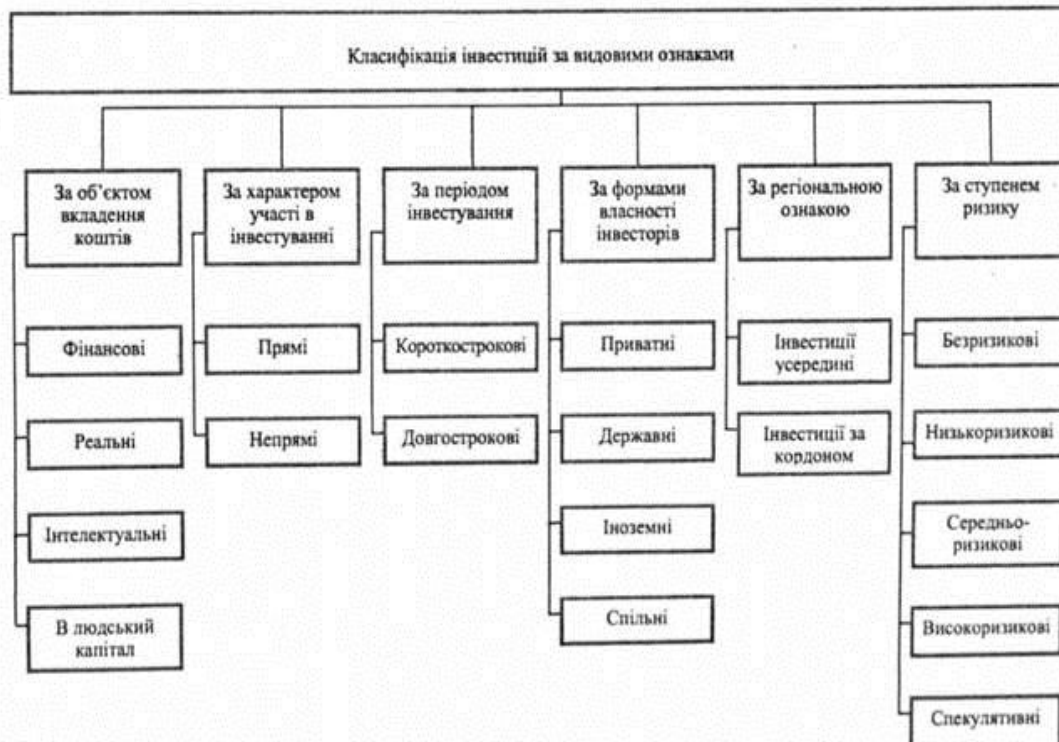 Класифікація інвестицій за видовими ознаками
За об’єктом
вкладення
коштів
За характером
участі в
інвестуванні
За періодом
інвестування
За формами
власності
інвесторів
За регіональною
ознакою
За ступенем
ризику
Фінансові
Прямі
Короткострокові
Приватні
Інвестиції
усередині
Безризикові
Реальні
Непрямі
Довгострокові
Державні
Інвестиції за
кордоном
Низькоризикові
Інтелектуальні
Іноземні
Середньо-
ризикові
В людський
капітал
Спільні
Високоризикові
Спекулятивні